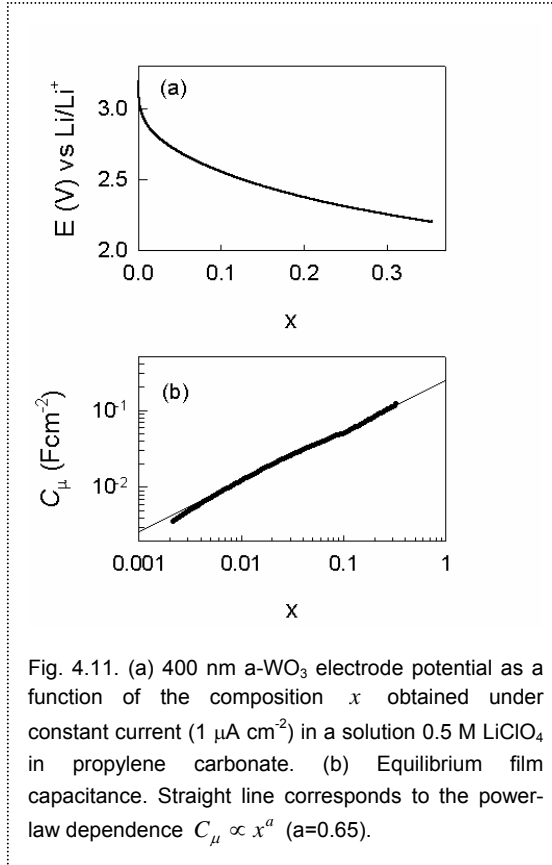 (a)
E (V) vs Li/Li⁺
3.0
2.5
2.0
0.0 0.1 0.2 0.3
x
(b)
Cμ (Fcm⁻²)
10⁻¹
10⁻²
0.001 0.01 0.1 1
x
Fig. 4.11. (a) 400 nm a-WO₃ electrode potential as a
function of the composition x obtained under
constant current (1 μA cm⁻²) in a solution 0.5 M LiClO₄
in propylene carbonate. (b) Equilibrium film
capacitance. Straight line corresponds to the power-
law dependence Cμ ∝ xᵃ (a=0.65).